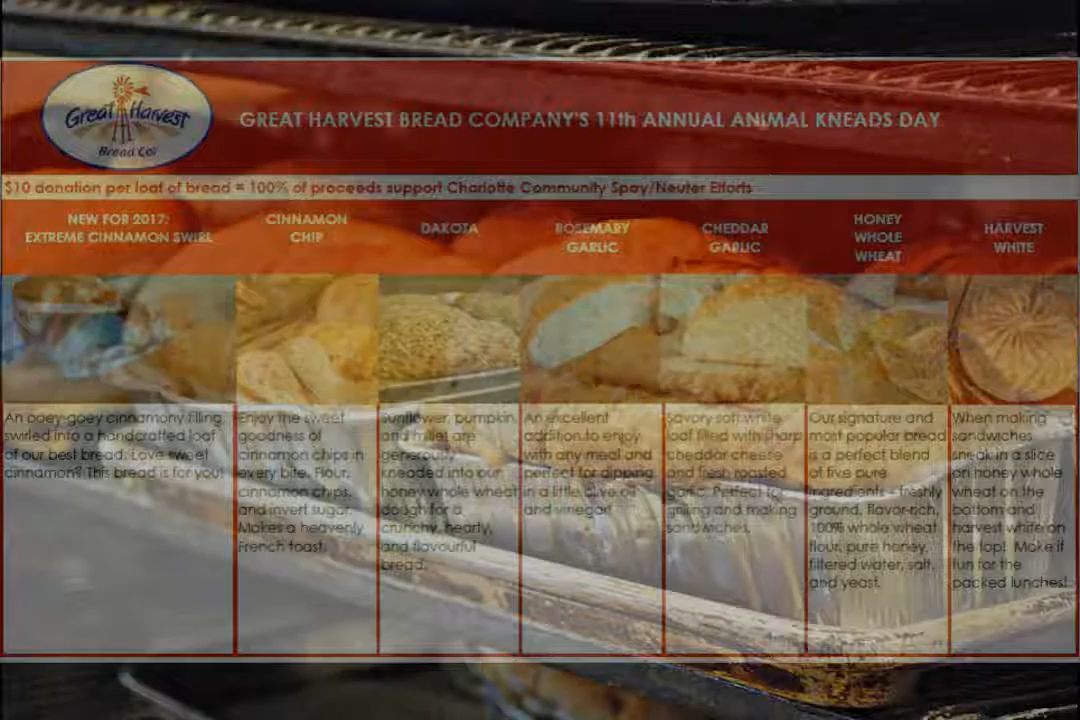 Great Harvest
Bread Co.
GREAT HARVEST BREAD COMPANY'S 11th ANNUAL ANIMAL KNEADS DAY
$10 donation per loaf of bread = 100% of proceeds support Charlotte Community Spay/Neuter Efforts
NEW FOR 2017:
EXTREME CINNAMON SWIRL
CINNAMON
CHIP
DAKOTA
ROSEMARY
GARLIC
CHEDDAR
GARLIC
HONEY
WHOLE
WHEAT
HARVEST
WHITE
An ooey-goey cinnamony filling
swirled into a handcrafted loaf
of our best bread. Love sweet
cinnamon? This bread is for you!
Enjoy the sweet
goodness of
cinnamon chips in
every bite. Flour,
cinnamon chips,
and invert sugar.
Makes a heavenly
French toast.
Sunflower, pumpkin
and millet are
generously
kneaded into our
honey whole wheat
dough for a
crunchy, hearty,
and flavourful
bread.
An excellent
addition to enjoy
with any meal and
perfect for dipping
in a little olive oil
and vinegar!
Savory soft white
loaf filled with sharp
cheddar cheese
and fresh roasted
garlic. Perfect for
grilling and making
sandwiches.
Our signature and
most popular bread
is a perfect blend
of five pure
ingredients - freshly
ground, flavor-rich,
100% whole wheat
flour, pure honey,
filtered water, salt,
and yeast.
When making
sandwiches
sneak in a slice
on honey whole
wheat on the
bottom and
harvest white on
the top! Make if
fun for the
packed lunches!